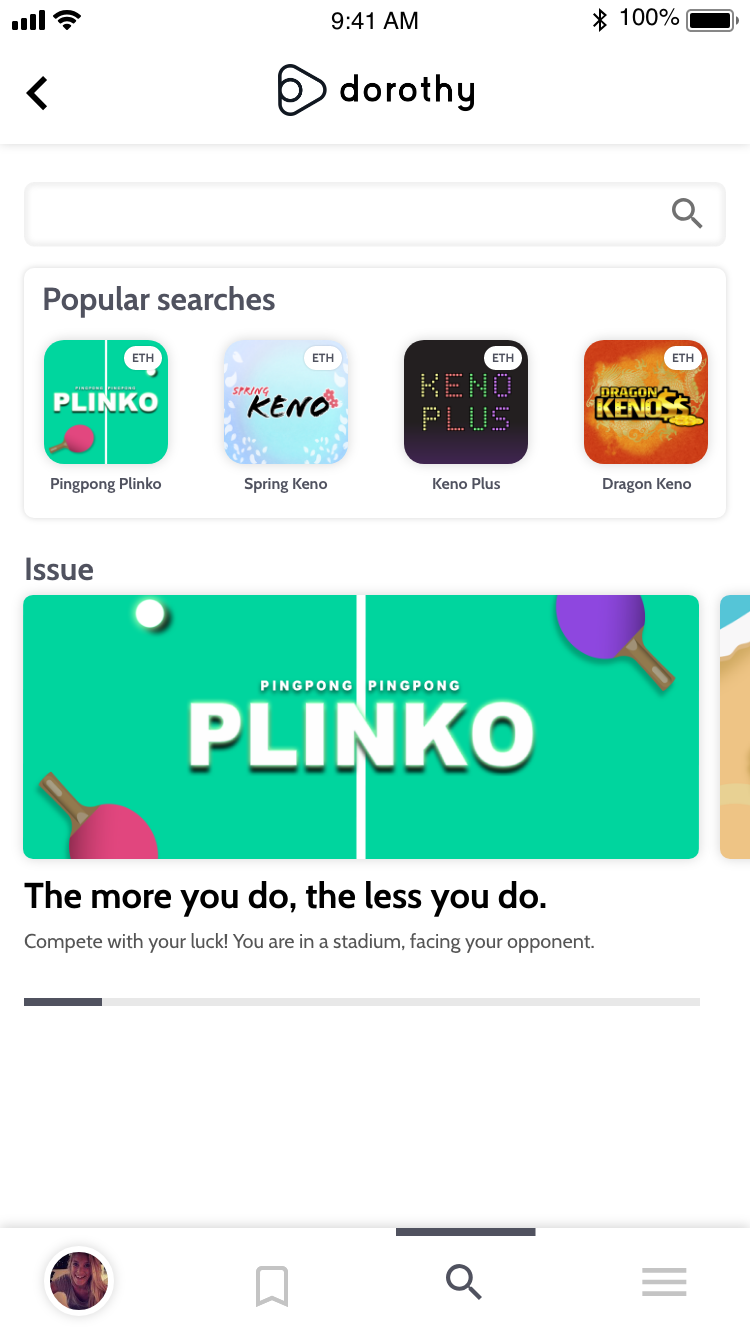 9:41 AM
100%
dorothy
Popular searches
ETH
ETH
ETH
ETH
PINGPONG PINGPONG
PLINKO
SPRING
KENO
KENO
PLUS
DRAGON
KENO$$
Pingpong Plinko
Spring Keno
Keno Plus
Dragon Keno
Issue
PINGPONG PINGPONG
PLINKO
The more you do, the less you do.
Compete with your luck! You are in a stadium, facing your opponent.